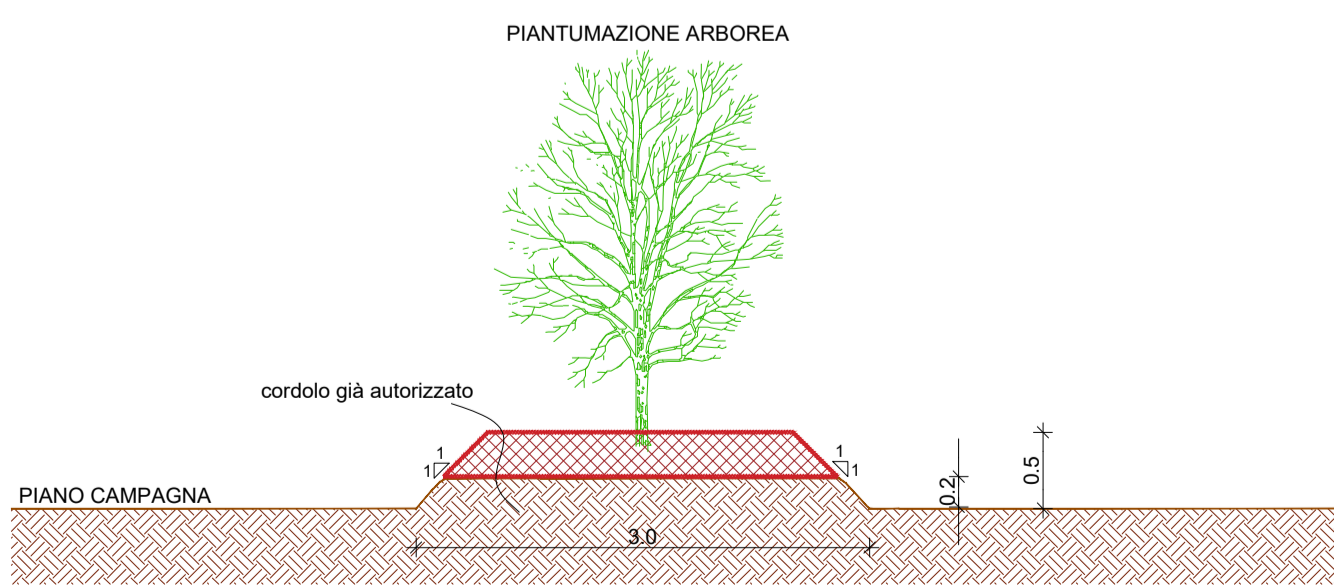 PIANTUMAZIONE ARBOREA
cordolo già autorizzato
1
1
1
1
PIANO CAMPAGNA
0.2
0.5
3.0